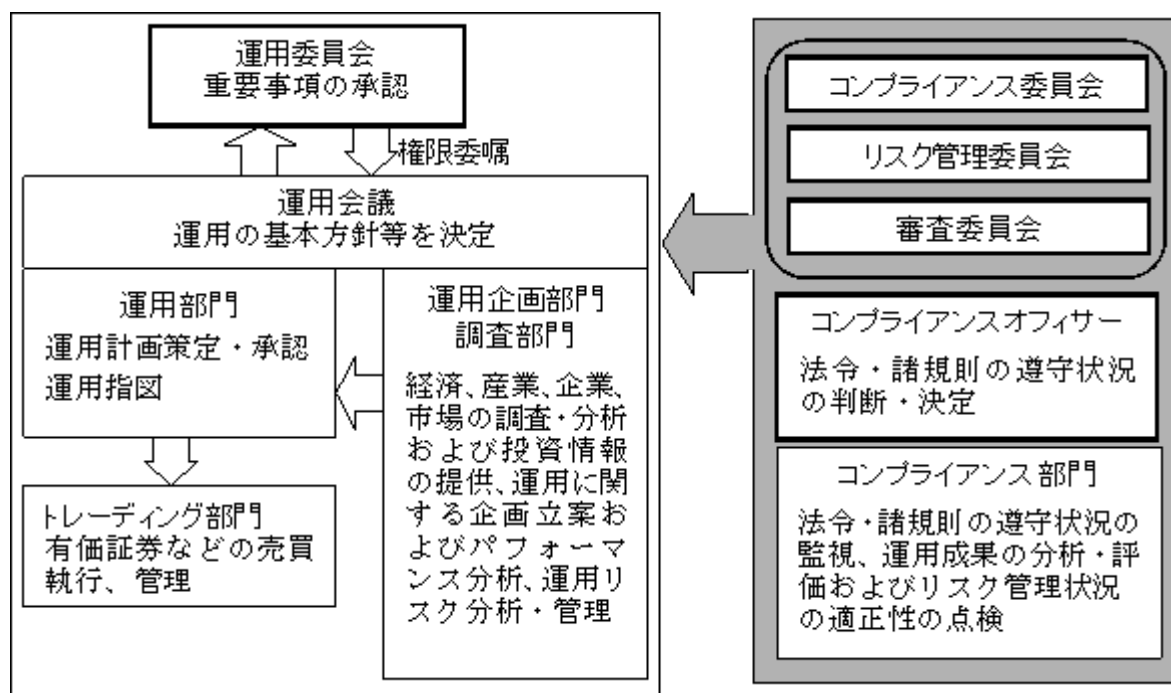 運用委員会
重要事項の承認
権限委嘱
運用会議
運用の基本方針等を決定
運用部門
運用計画策定・承認
運用指図
トレーディング部門
有価証券などの売買
執行、管理
運用企画部門
調査部門
経済、産業、企業、
市場の調査・分析
および投資情報
の提供、運用に関
する企画立案お
よびパフォーマ
ンス分析、運用リ
スク分析・管理
コンプライアンス委員会
リスク管理委員会
審査委員会
コンプライアンスオフィサー
法令・諸規則の遵守状況
の判断・決定
コンプライアンス部門
法令・諸規則の遵守状況の
監視、運用成果の分析・評
価およびリスク管理状況
の適正性の点検